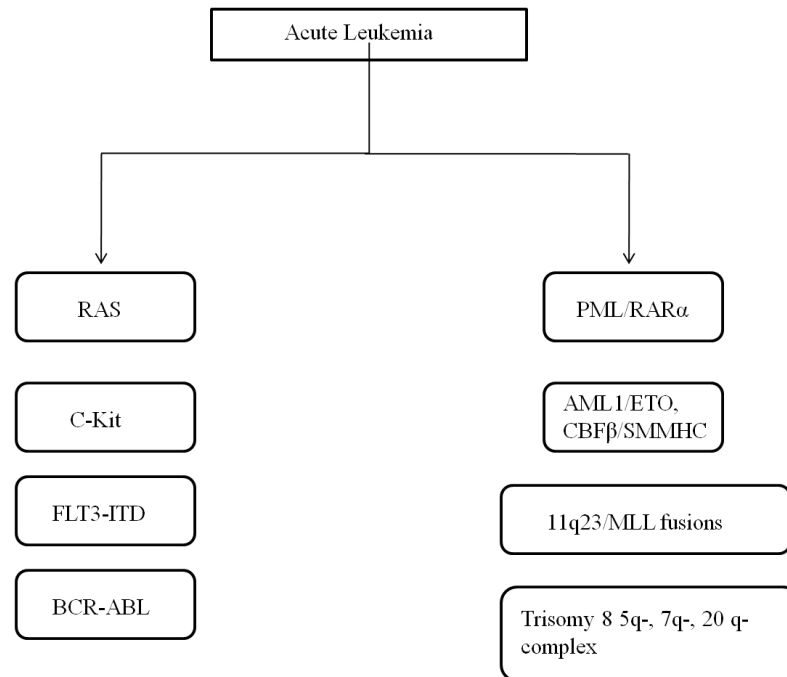 Acute Leukemia
RAS
C-Kit
FLT3-ITD
BCR-ABL
PML/RARα
AML1/ETO,
CBFβ/SMMHC
11q23/MLL fusions
Trisomy 8 5q-, 7q-, 20 q-
complex